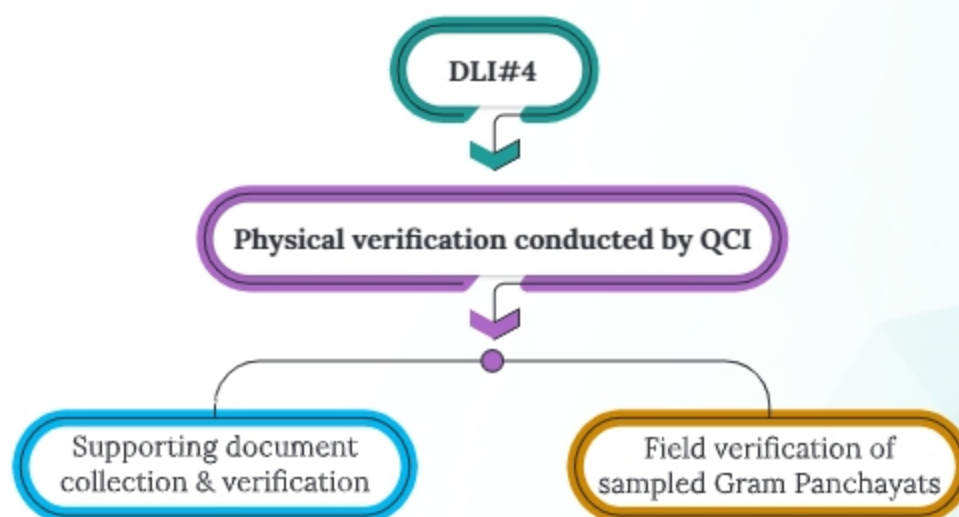 DLI#4
Physical verification conducted by QCI
Supporting document
collection & verification
Field verification of
sampled Gram Panchayats